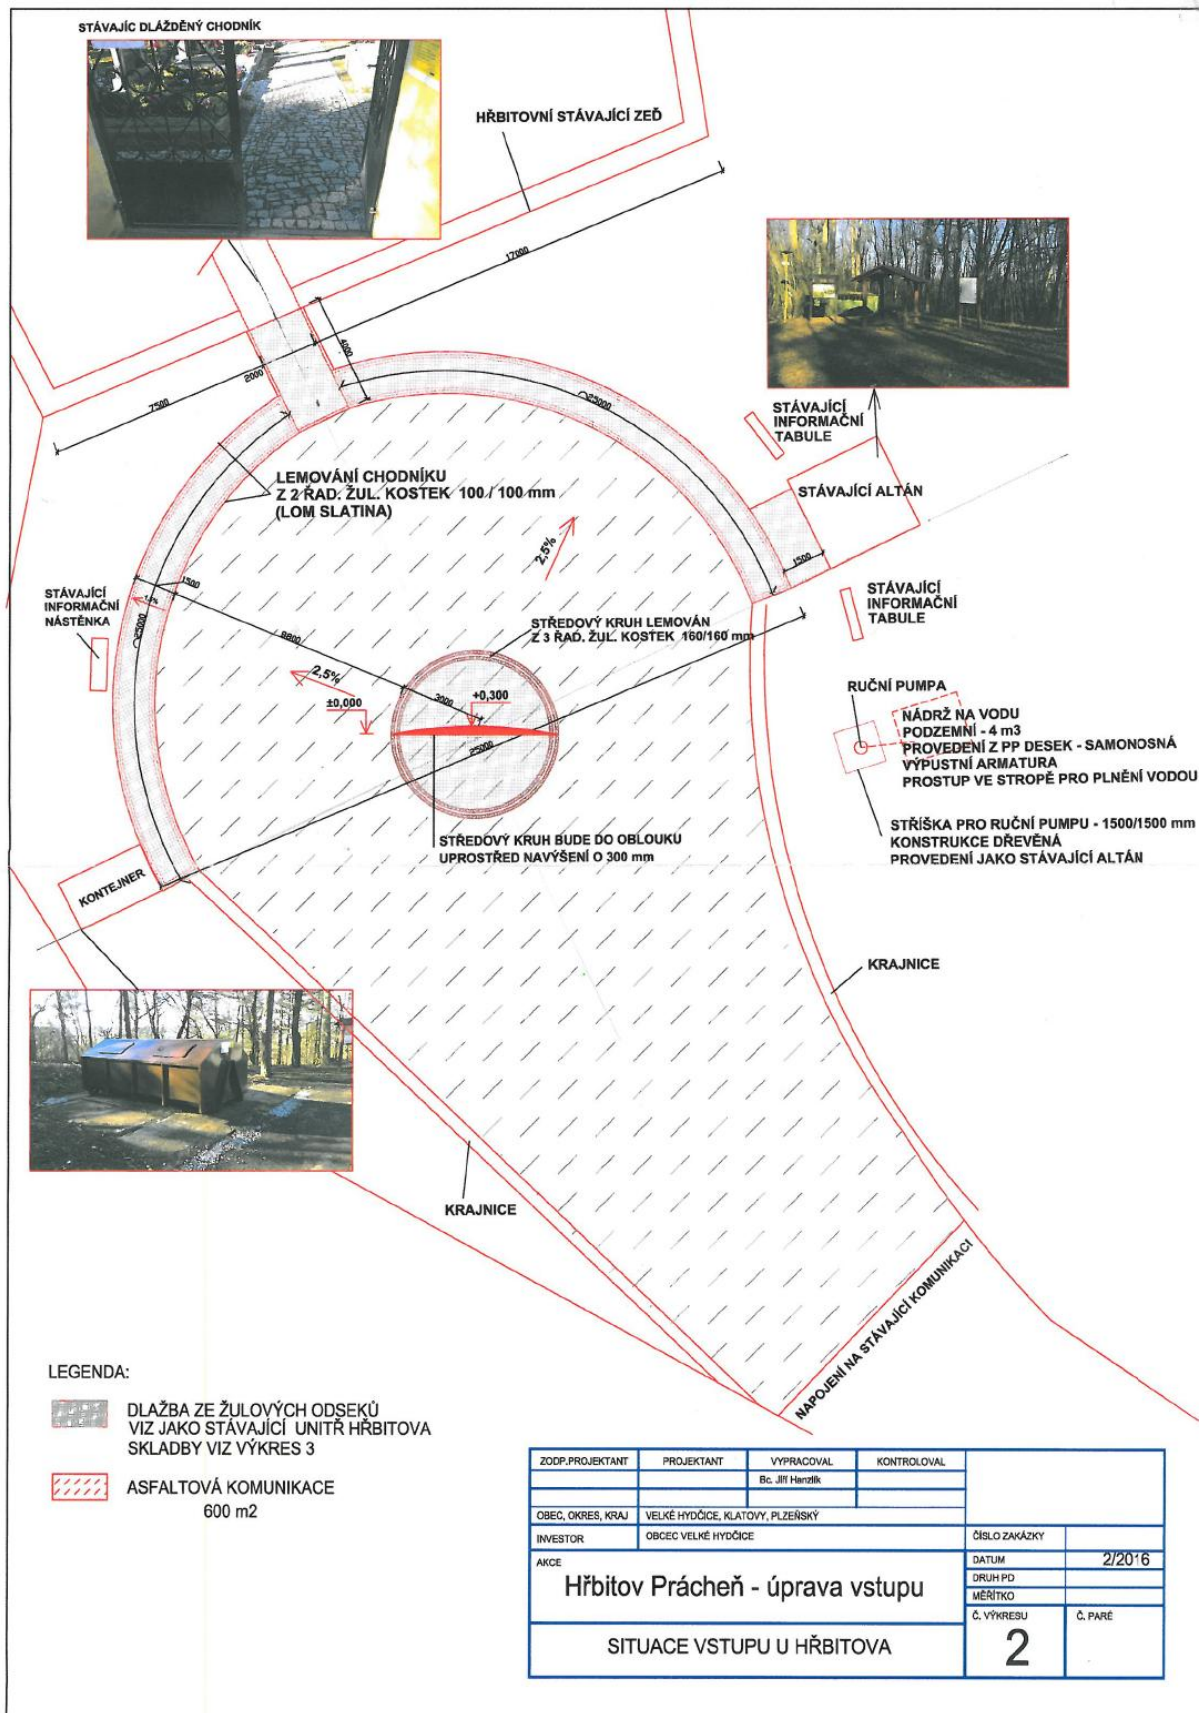 STÁVAJÍC DLÁŽDĚNÝ CHODNÍK
HŘBITOVNÍ STÁVAJÍCÍ ZEĎ
17000
4000
2000
7500
25000
STÁVAJÍCÍ
INFORMAČNÍ
TABULE
STÁVAJÍCÍ ALTÁN
LEMOVÁNÍ CHODNÍKU
Z 2 ŘAD. ŽUL. KOSTEK 100 / 100 mm
(LOM SLATINA)
2,5%
1500
STÁVAJÍCÍ
INFORMAČNÍ
NÁSTĚNKA
1500
25000
STÁVAJÍCÍ
INFORMAČNÍ
TABULE
STŘEDOVÝ KRUH LEMOVÁN
Z 3 ŘAD. ŽUL. KOSTEK 160/160 mm
8800
2,5%
±0,000
3000
+0,300
25000
RUČNÍ PUMPA
NÁDRŽ NA VODU
PODZEMNÍ - 4 m3
PROVEDENÍ Z PP DESEK - SAMONOSNÁ
VÝPUSTNÍ ARMATURA
PROSTUP VE STROPĚ PRO PLNĚNÍ VODOU
STŘÍŠKA PRO RUČNÍ PUMPU - 1500/1500 mm
KONSTRUKCE DŘEVĚNÁ
PROVEDENÍ JAKO STÁVAJÍCÍ ALTÁN
STŘEDOVÝ KRUH BUDE DO OBLOUKU
UPROSTŘED NAVÝŠENÍ O 300 mm
KONTEJNER
KRAJNICE
KRAJNICE
NAPOJENÍ NA STÁVAJÍCÍ KOMUNIKACI
LEGENDA:
DLAŽBA ZE ŽULOVÝCH ODSEKŮ
VIZ JAKO STÁVAJÍCÍ UNITŘ HŘBITOVA
SKLADBY VIZ VÝKRES 3
ASFALTOVÁ KOMUNIKACE
600 m2
ZODP.PROJEKTANT PROJEKTANT VYPRACOVAL KONTROLOVAL
Bc. Jiří Hanzlík
OBEC, OKRES, KRAJ VELKÉ HYDČICE, KLATOVY, PLZEŇSKÝ
INVESTOR OBCEC VELKÉ HYDČICE
ČÍSLO ZAKÁZKY
AKCE
Hřbitov Prácheň - úprava vstupu
DATUM 2/2016
DRUH PD
MĚŘÍTKO
SITUACE VSTUPU U HŘBITOVA
Č. VÝKRESU Č. PARÉ
2